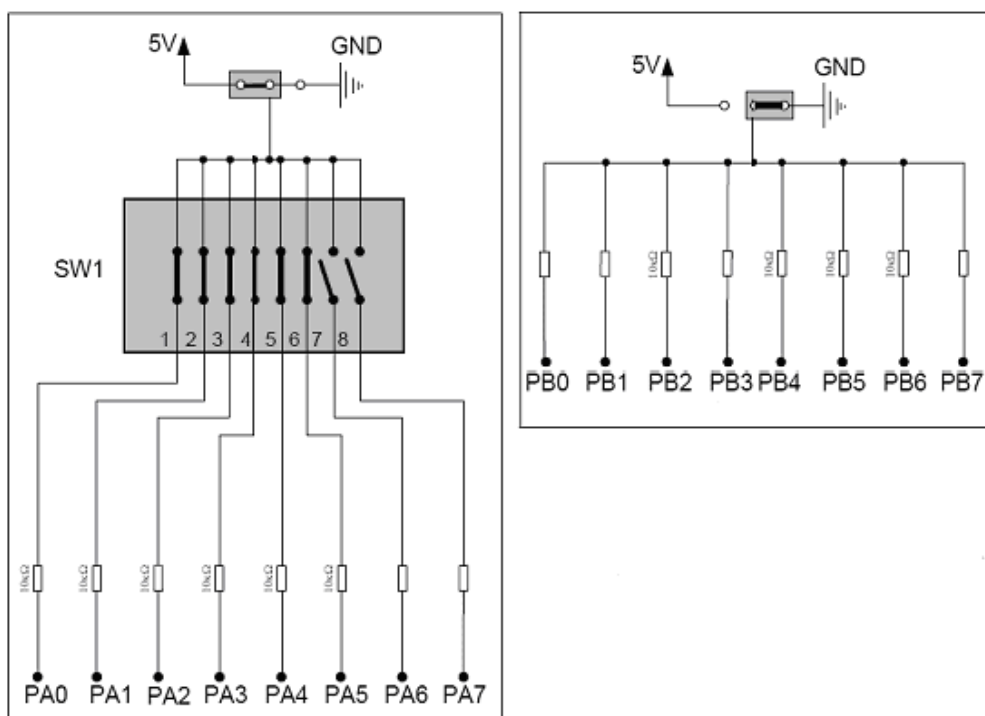 5V GND
SW1
1 2 3 4 5 6 7 8
10KΩ 10KΩ 10KΩ 10KΩ 10KΩ 10KΩ
PA0 PA1 PA2 PA3 PA4 PA5 PA6 PA7
5V GND
10KΩ 10KΩ 10KΩ 10KΩ
PB0 PB1 PB2 PB3 PB4 PB5 PB6 PB7